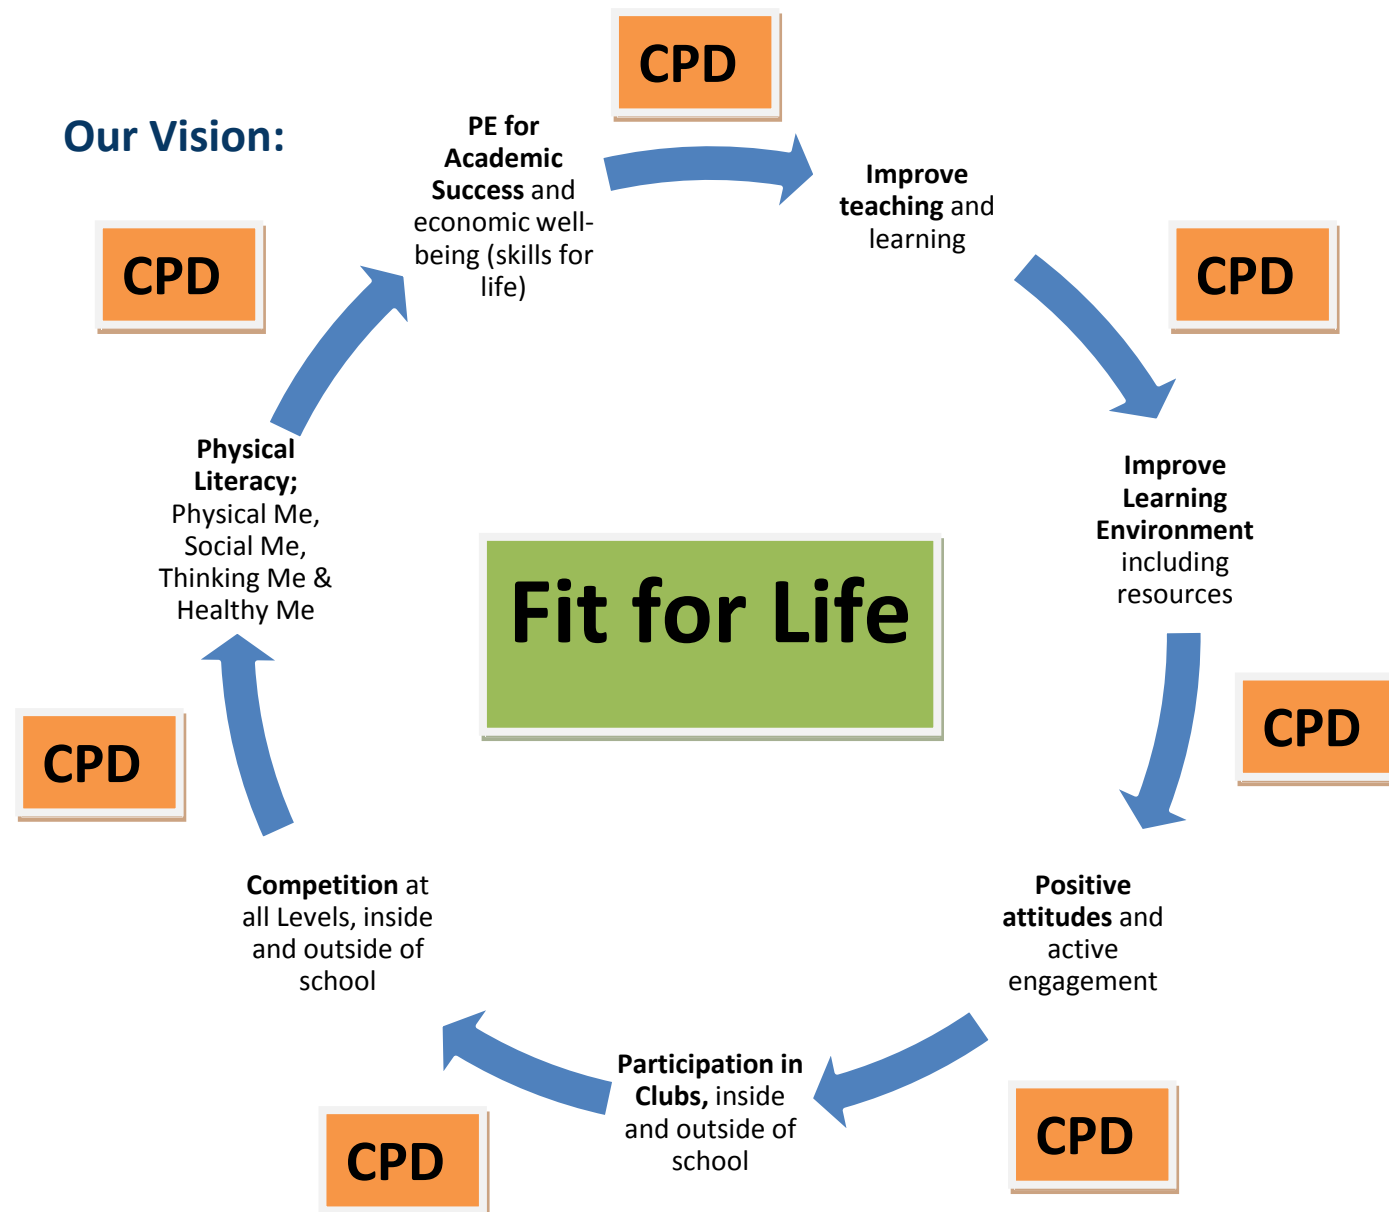 Our Vision:
CPD
PE for
Academic
Success and
economic well-
being (skills for
life)
CPD
Improve
teaching and
learning
CPD
Improve
Learning
Environment
including
resources
CPD
Positive
attitudes and
active
engagement
CPD
Participation in
Clubs, inside
and outside of
school
CPD
Competition at
all Levels, inside
and outside of
school
CPD
Physical
Literacy;
Physical Me,
Social Me,
Thinking Me &
Healthy Me
Fit for Life